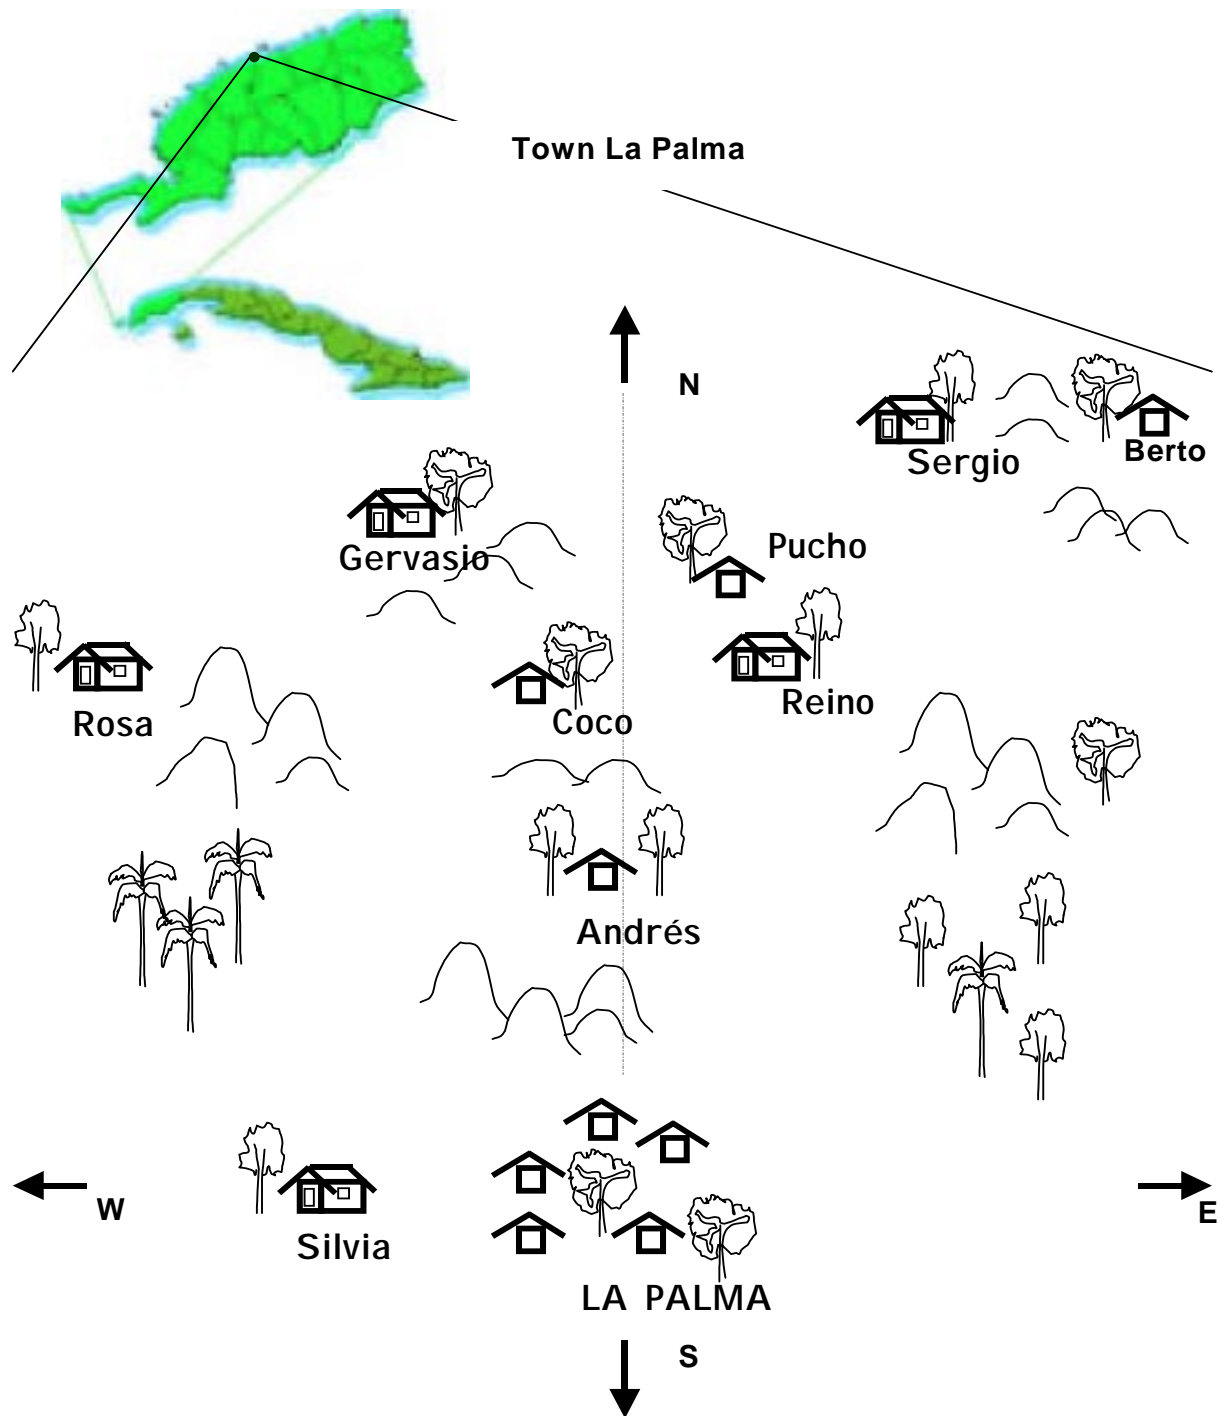 Town La Palma
N
Sergio
Berto
Gervasio
Pucho
Rosa
Coco
Reino
Andrés
W
E
Silvia
LA PALMA
S